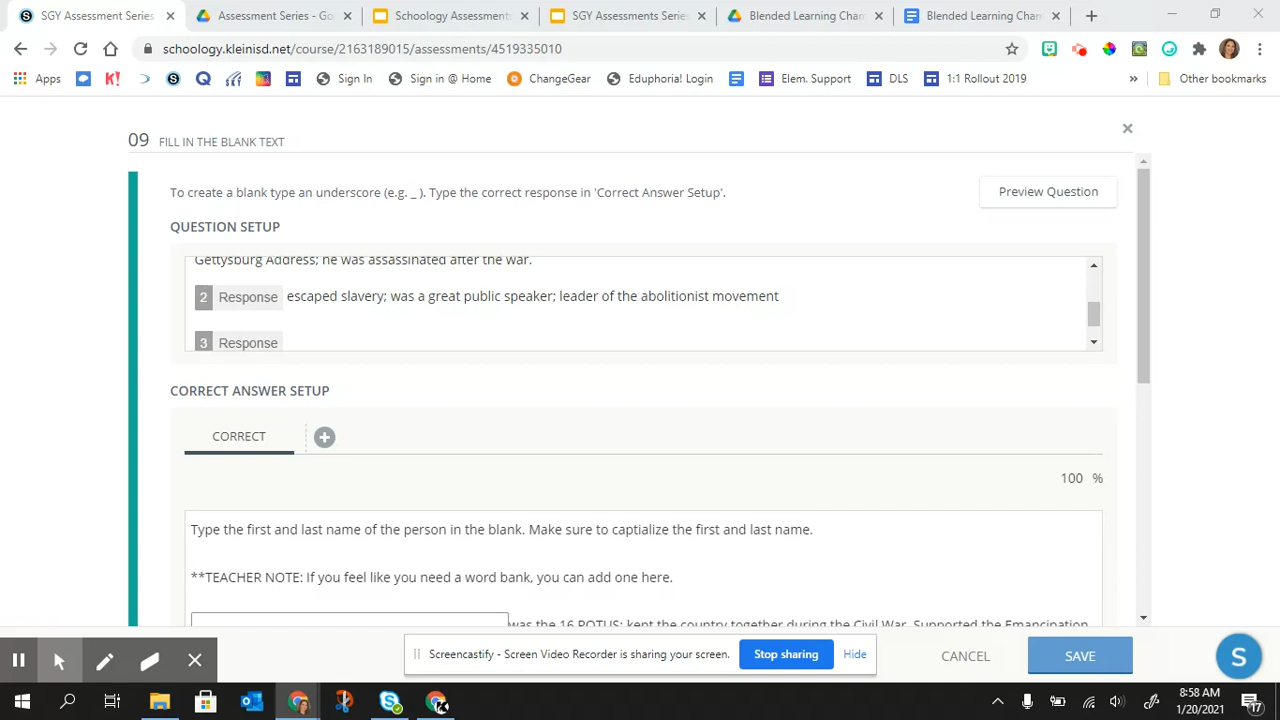 SGY Assessment Series
Assessment Series - Go
Schoology Assessment
SGY Assessments Series
Blended Learning Cha
Blended Learning Cha
schoology.kleinisd.net/course/2163189015/assessments/4519335010
Apps
K!
Sign In
Sign in @ Home
ChangeGear
Eduphoria! Login
Elem. Support
DLS
1:1 Rollout 2019
»
Other bookmarks
09 FILL IN THE BLANK TEXT
To create a blank type an underscore (e.g. _ ). Type the correct response in 'Correct Answer Setup'.
Preview Question
QUESTION SETUP
Gettysburg Address; he was assassinated after the war.
2 Response escaped slavery; was a great public speaker; leader of the abolitionist movement
3 Response
CORRECT ANSWER SETUP
CORRECT
100 %
Type the first and last name of the person in the blank. Make sure to captialize the first and last name.
**TEACHER NOTE: If you feel like you need a word bank, you can add one here.
was the 16 POTUS; kept the country together during the Civil War. Supported the Emancipation
Screencastify - Screen Video Recorder is sharing your screen.
Stop sharing
Hide
CANCEL
SAVE
S
8:58 AM
1/20/2021
17